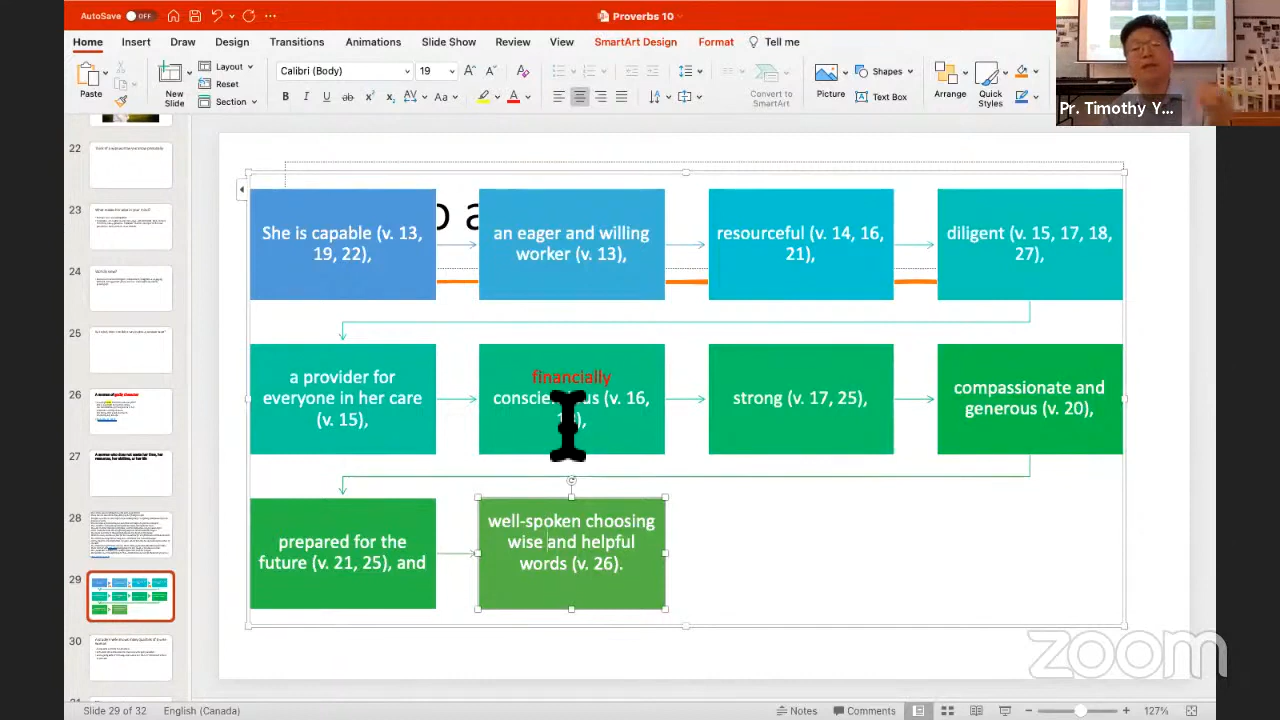 AutoSave OFF
Proverbs 10
Home Insert Draw Design Transitions Animations Slide Show Review View SmartArt Design Format Tell me
Paste
New
Slide
Layout
Reset
Section
Calibri (Body) 19
Convert to
SmartArt
Picture
Shapes
Text Box
Arrange
Quick
Styles
Pr. Timothy Y...
22
23
24
25
26
27
28
29
30
She is capable (v. 13,
19, 22),
an eager and willing
worker (v. 13),
resourceful (v. 14, 16,
21),
diligent (v. 15, 17, 18,
27),
a provider for
everyone in her care
(v. 15),
financially
(v. 16,
strong (v. 17, 25),
compassionate and
generous (v. 20),
prepared for the
future (v. 21, 25), and
well-spoken choosing
wise and helpful
words (v. 26).
zoom
Slide 29 of 32 English (Canada) Notes Comments 127%